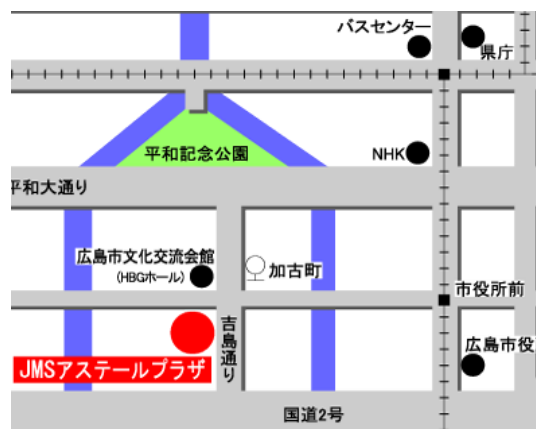 バスセンター
県庁
平和記念公園
NHK
平和大通り
広島市文化交流会館
(HBGホール)
加古町
市役所前
吉島通り
JMSアステールプラザ
広島市役
国道2号